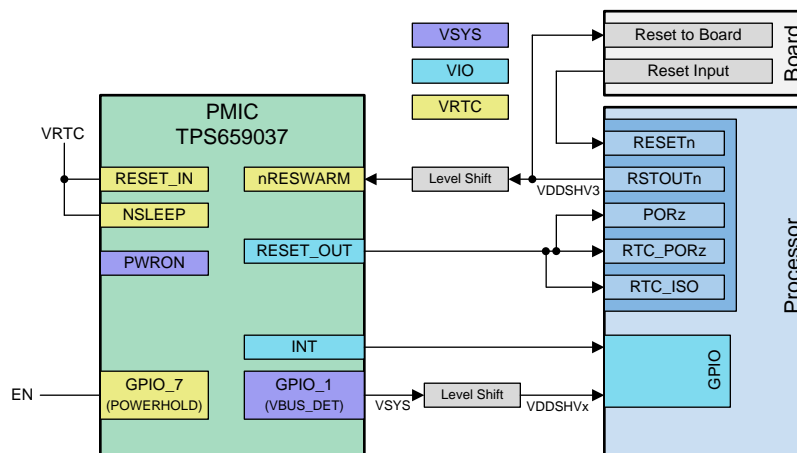 VSYS
VIO
VRTC
Reset to Board
Reset Input
Board
PMIC
TPS659037
VRTC
RESET_IN
NSLEEP
PWRON
nRESWARM
RESET_OUT
INT
GPIO_7
(POWERHOLD)
GPIO_1
(VBUS_DET)
EN
Level Shift
VDDSHV3
VSYS
Level Shift
VDDSHVx
RESETn
RSTOUTn
PORz
RTC_PORz
RTC_ISO
GPIO
Processor